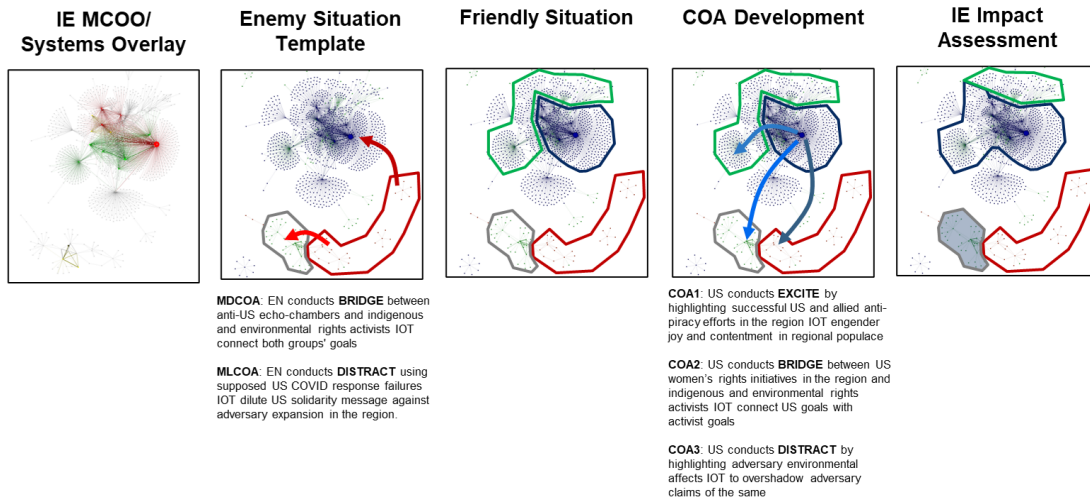 IE MCOO/
Systems Overlay
Enemy Situation
Template
Friendly Situation
COA Development
IE Impact
Assessment
MDCOA: EN conducts BRIDGE between
anti-US echo-chambers and indigenous
and environmental rights activists IOT
connect both groups' goals
MLCOA: EN conducts DISTRACT using
supposed US COVID response failures
IOT dilute US solidarity message against
adversary expansion in the region.
COA1: US conducts EXCITE by
highlighting successful US and allied anti-
piracy efforts in the region IOT engender
joy and contentment in regional populace
COA2: US conducts BRIDGE between US
women's rights initiatives in the region and
indigenous and environmental rights
activists IOT connect US goals with
activist goals
COA3: US conducts DISTRACT by
highlighting adversary environmental
affects IOT to overshadow adversary
claims of the same